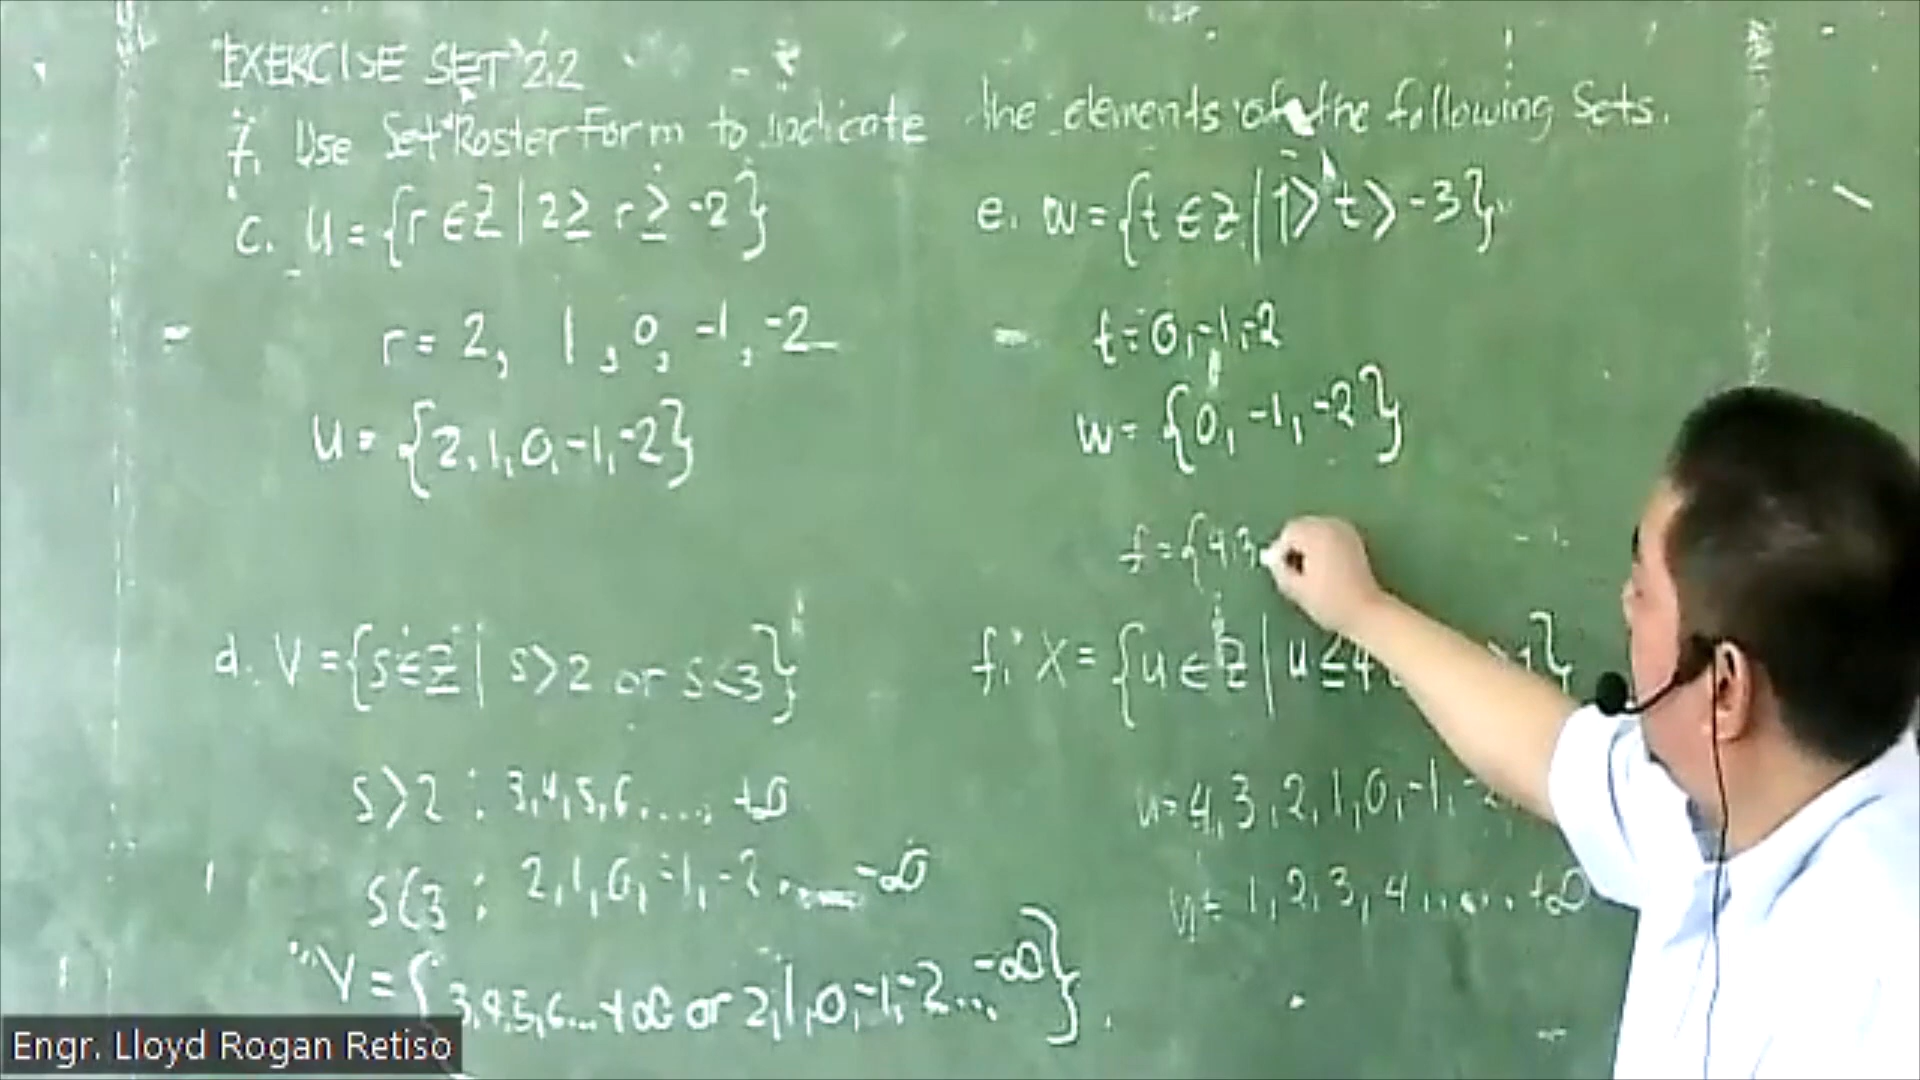 EXERCISE SET 2.2
7. Use Set Roster Form to indicate the elements of the following Sets.
c. U = {r ∈ Z | 2 ≥ r ≥ -2}
r = 2, 1, 0, -1, -2
U = {2, 1, 0, -1, -2}
d. V = {s ∈ Z | s > 2 or s < 3}
s > 2 : 3, 4, 5, 6 ...., +∞
s < 3 : 2, 1, 0, -1, -2 .... -∞
V = {3, 4, 5, 6 ... +∞ or 2, 1, 0, -1, -2 ... -∞}
e. W = {t ∈ Z | 1 > t > -3}
t = 0, -1, -2
W = {0, -1, -2}
f = {4, 3
f. X = {u ∈ Z | u ≤ 4 1}
u = 4, 3, 2, 1, 0, -1, -2
u = 1, 2, 3, 4 ..... +∞
Engr. Lloyd Rogan Retiso